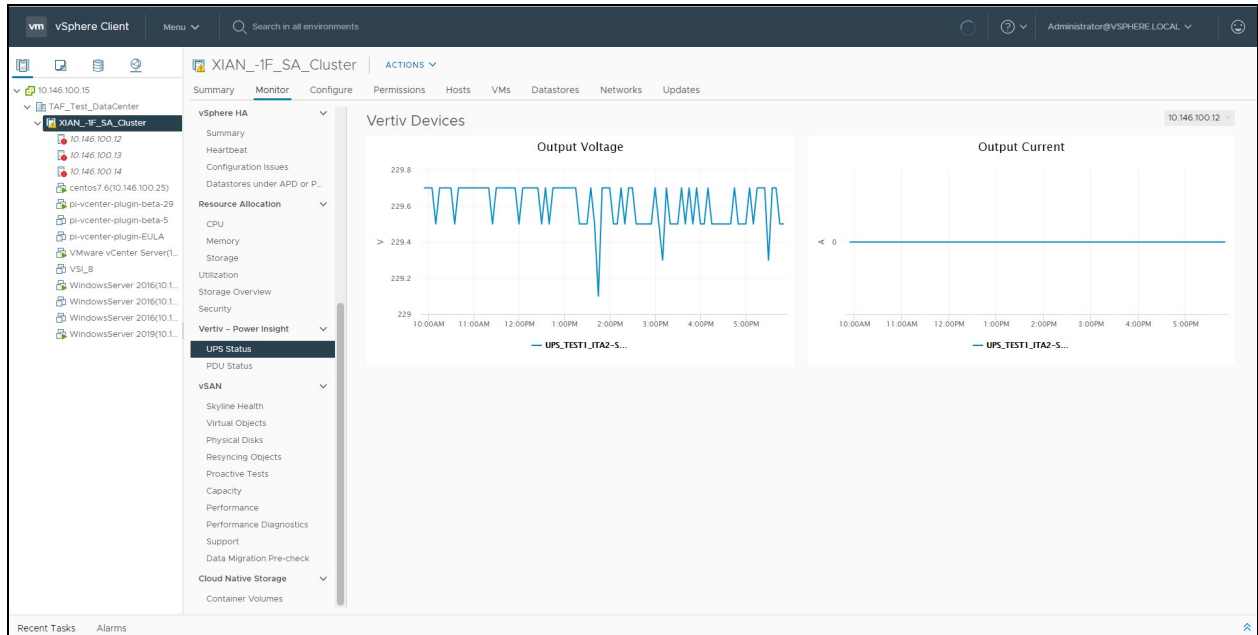 vm vSphere Client Menu Search in all environments Administrator@VSPHERE.LOCAL
XIAN_-1F_SA_Cluster ACTIONS
Summary Monitor Configure Permissions Hosts VMs Datastores Networks Updates
10.146.100.15
TAF_Test_DataCenter
XIAN_-1F_SA_Cluster
10.146.100.12
10.146.100.13
10.146.100.14
centos7.6(10.146.100.25)
pi-vcenter-plugin-beta-29
pi-vcenter-plugin-beta-5
pi-vcenter-plugin-EULA
VMware vCenter Server(1...
VSI_8
WindowsServer 2016(10.1...
WindowsServer 2016(10.1...
WindowsServer 2016(10.1...
WindowsServer 2019(10.1...
vSphere HA
Summary
Heartbeat
Configuration Issues
Datastores under APD or P...
Resource Allocation
CPU
Memory
Storage
Utilization
Storage Overview
Security
Vertiv – Power Insight
UPS Status
PDU Status
vSAN
Skyline Health
Virtual Objects
Physical Disks
Resyncing Objects
Proactive Tests
Capacity
Performance
Performance Diagnostics
Support
Data Migration Pre-check
Cloud Native Storage
Container Volumes
Vertiv Devices
10.146.100.12
Output Voltage
229.8
229.6
V 229.4
229.2
229
10:00AM 11:00AM 12:00PM 1:00PM 2:00PM 3:00PM 4:00PM 5:00PM
UPS_TEST1_ITA2-S...
Output Current
A 0
10:00AM 11:00AM 12:00PM 1:00PM 2:00PM 3:00PM 4:00PM 5:00PM
UPS_TEST1_ITA2-S...
Recent Tasks Alarms